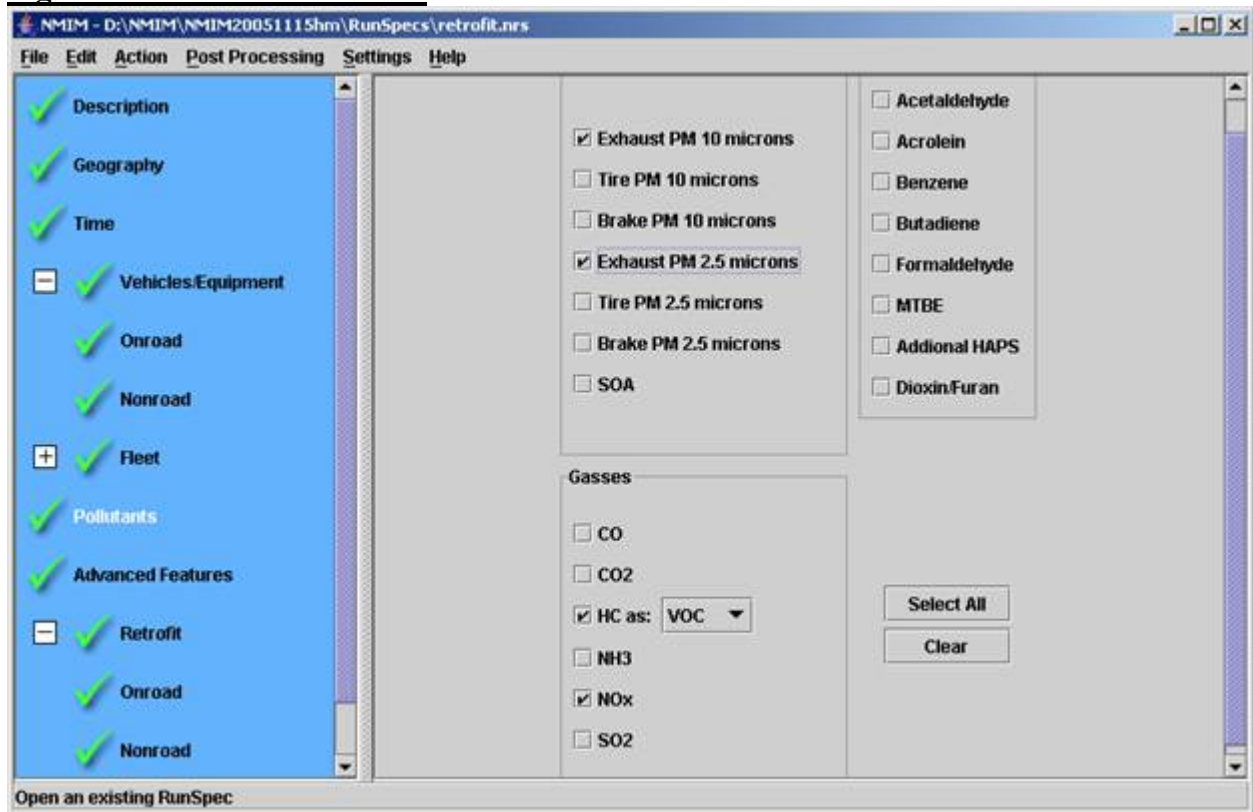 NMIM - D:\NMIM\NMIM20051115hm\RunSpecs\retrofit.nrs
File Edit Action Post Processing Settings Help
Description
Geography
Time
Vehicles/Equipment
Onroad
Nonroad
Fleet
Pollutants
Advanced Features
Retrofit
Onroad
Nonroad
Exhaust PM 10 microns
Tire PM 10 microns
Brake PM 10 microns
Exhaust PM 2.5 microns
Tire PM 2.5 microns
Brake PM 2.5 microns
SOA
Acetaldehyde
Acrolein
Benzene
Butadiene
Formaldehyde
MTBE
Addional HAPS
Dioxin/Furan
Gasses
CO
CO2
HC as: VOC
NH3
NOx
SO2
Select All
Clear
Open an existing RunSpec